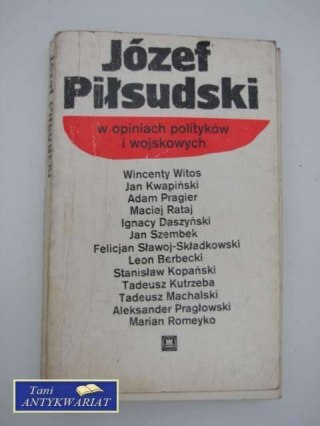 Józef
Piłsudski
w opiniach polityków
i wojskowych
Wincenty Witos
Jan Kwapiński
Adam Pragier
Maciej Rataj
Ignacy Daszyński
Jan Szembek
Felicjan Sławoj-Składkowski
Leon Berbecki
Stanisław Kopański
Tadeusz Kutrzeba
Tadeusz Machalski
Aleksander Pragłowski
Marian Romeyko
Tani
ANTYKWARIAT